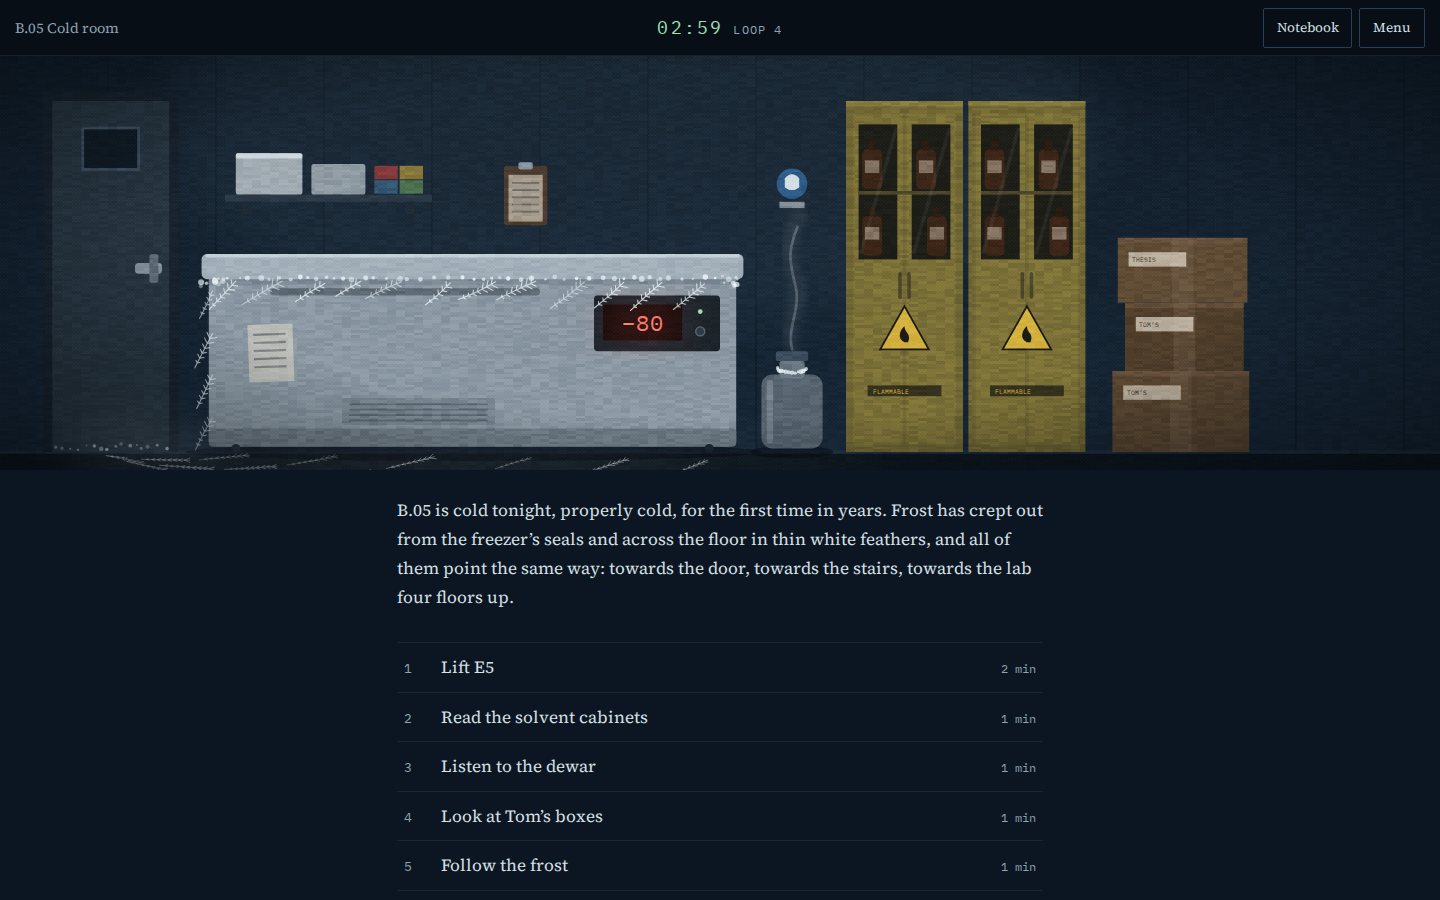 B.05 Cold room
02:59 LOOP 4
Notebook
Menu
-80
FLAMMABLE
FLAMMABLE
THESIS
TOM'S
TOM'S
B.05 is cold tonight, properly cold, for the first time in years. Frost has crept out
from the freezer’s seals and across the floor in thin white feathers, and all of
them point the same way: towards the door, towards the stairs, towards the lab
four floors up.
1 Lift E5 2 min
2 Read the solvent cabinets 1 min
3 Listen to the dewar 1 min
4 Look at Tom’s boxes 1 min
5 Follow the frost 1 min